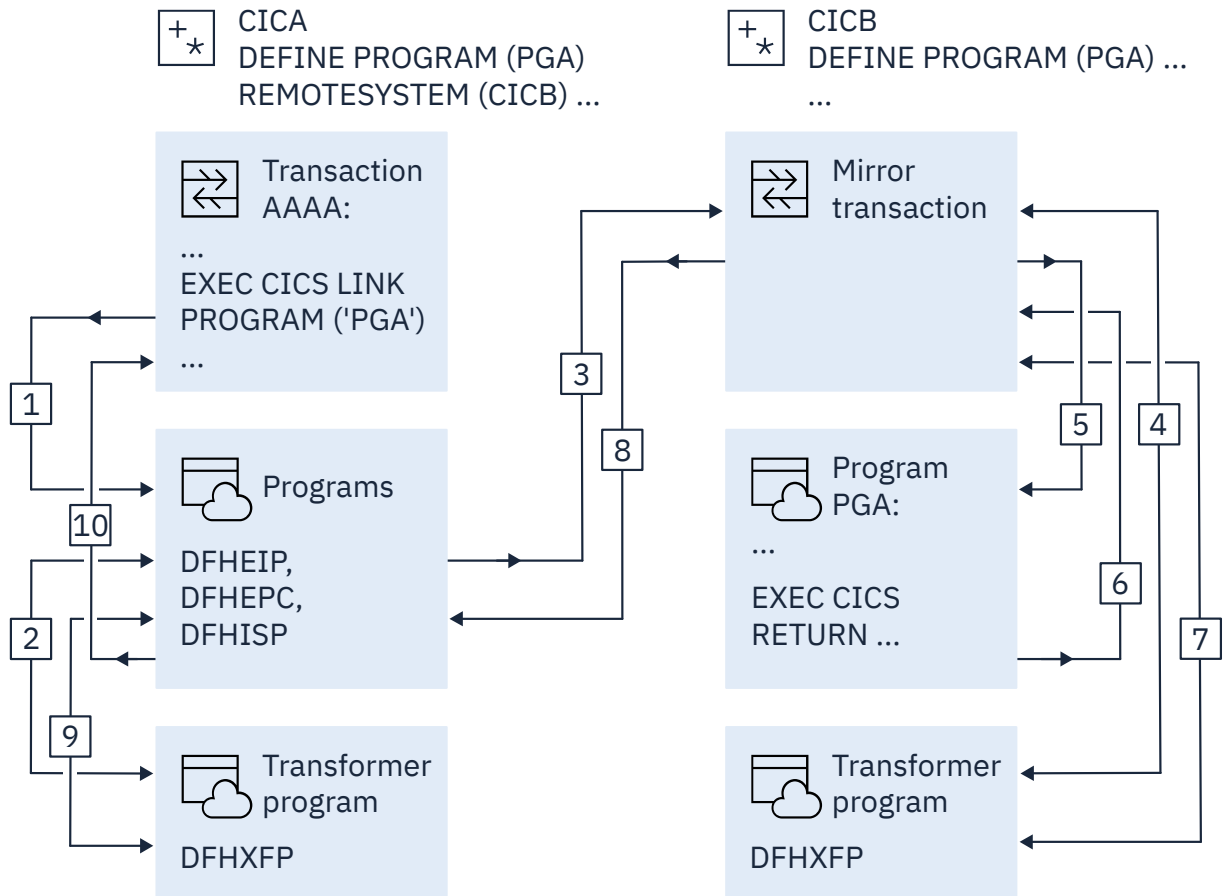 CICA
DEFINE PROGRAM (PGA)
REMOTESYSTEM (CICB) ...
CICB
DEFINE PROGRAM (PGA) ...
...
Transaction
AAAA:
...
EXEC CICS LINK
PROGRAM ('PGA')
...
Mirror
transaction
1
3
8
5
4
Programs
DFHEIP,
DFHEPC,
DFHISP
Program
PGA:
...
EXEC CICS
RETURN ...
10
2
6
7
9
Transformer
program
DFHXFP
Transformer
program
DFHXFP